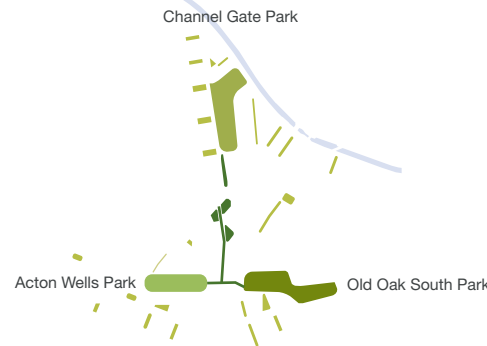 Channel Gate Park
Acton Wells Park
Old Oak South Park